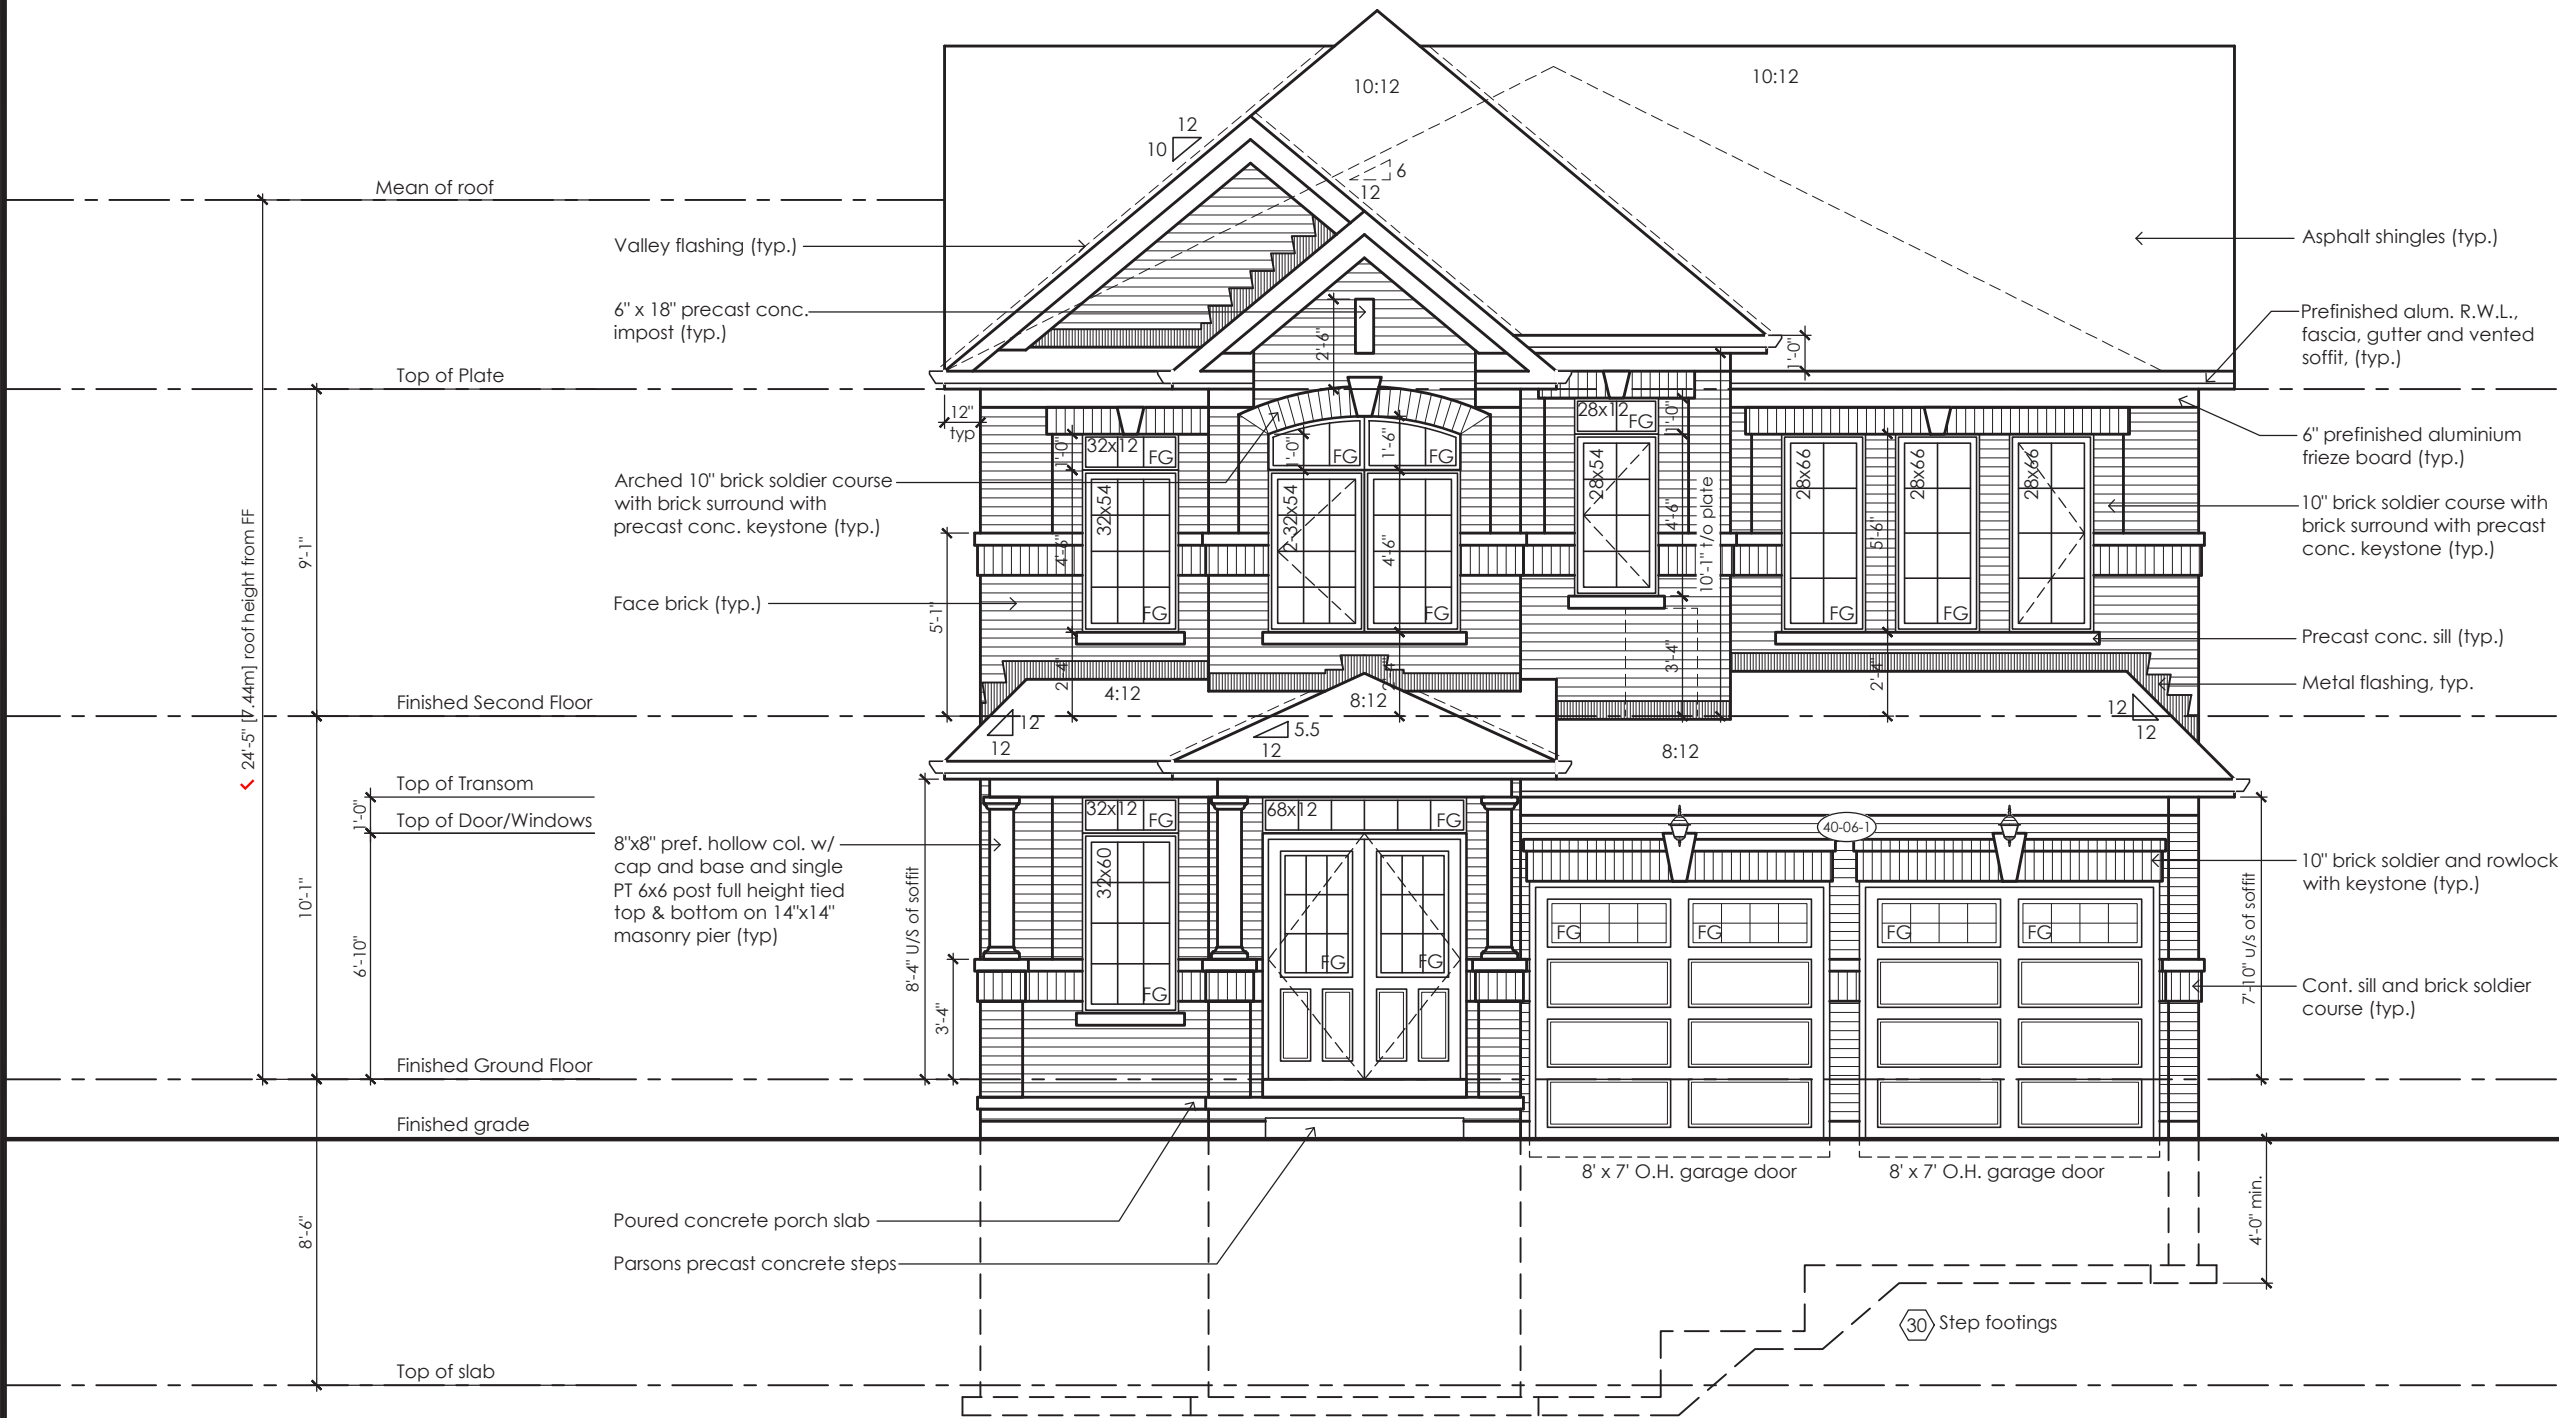 10:12
10:12
12
10
6
12
Mean of roof
Valley flashing (typ.)
Asphalt shingles (typ.)
6" x 18" precast conc.
impost (typ.)
Prefinished alum. R.W.L.,
fascia, gutter and vented
soffit, (typ.)
2'-6"
1'-0"
Top of Plate
12"
typ
28x12
FG
1'-0"
32x12
FG
1'-0"
FG
1'-0"
1'-6"
FG
6" prefinished aluminium
frieze board (typ.)
Arched 10" brick soldier course
with brick surround with
precast conc. keystone (typ.)
28x54
28x66
28x66
28x66
10" brick soldier course with
brick surround with precast
conc. keystone (typ.)
32x54
2-32x54
4'-6"
4'-6"
4'-6"
10'-1" t/o plate
5'-6"
9'-1"
24'-5" [7.44m] roof height from FF
Face brick (typ.)
5'-1"
FG
FG
FG
FG
Precast conc. sill (typ.)
2'-4"
3'-4"
2'-4"
Metal flashing, typ.
4:12
8:12
Finished Second Floor
12
12
5.5
12
12
12
8:12
Top of Transom
1'-0"
Top of Door/Windows
32x12
FG
68x12
FG
40-06-1
8"x8" pref. hollow col. w/
cap and base and single
PT 6x6 post full height tied
top & bottom on 14"x14"
masonry pier (typ)
10" brick soldier and rowlock
with keystone (typ.)
32x60
10'-1"
6'-10"
8'-4" U/S of soffit
7'-10" u/s of soffit
FG
FG
FG
FG
FG
FG
FG
3'-4"
Cont. sill and brick soldier
course (typ.)
Finished Ground Floor
Finished grade
8' x 7' O.H. garage door
8' x 7' O.H. garage door
4'-0" min.
Poured concrete porch slab
8'-6"
Parsons precast concrete steps
30 Step footings
Top of slab